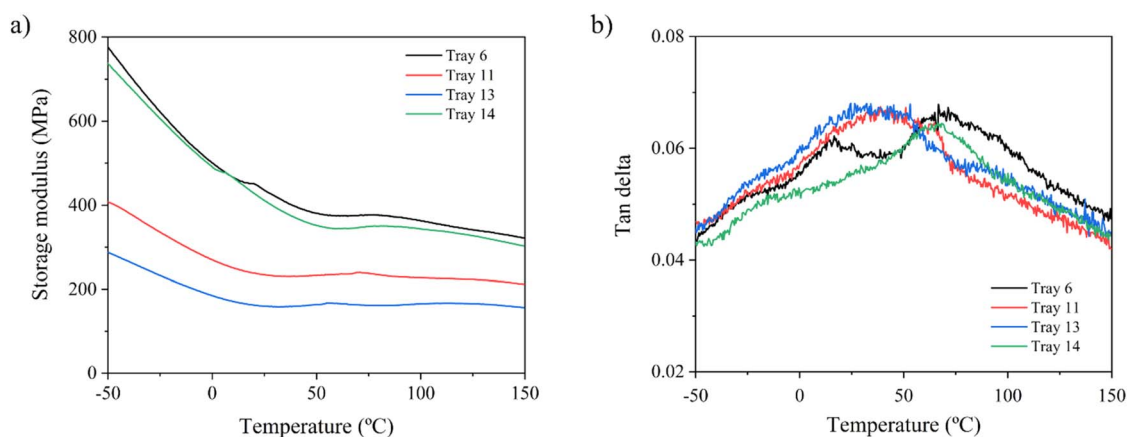 a)
Storage modulus (MPa)
800
600
400
200
0
-50
0
50
100
150
Temperature (ºC)
Tray 6
Tray 11
Tray 13
Tray 14
b)
Tan delta
0.08
0.06
0.04
0.02
-50
0
50
100
150
Temperature (ºC)
Tray 6
Tray 11
Tray 13
Tray 14